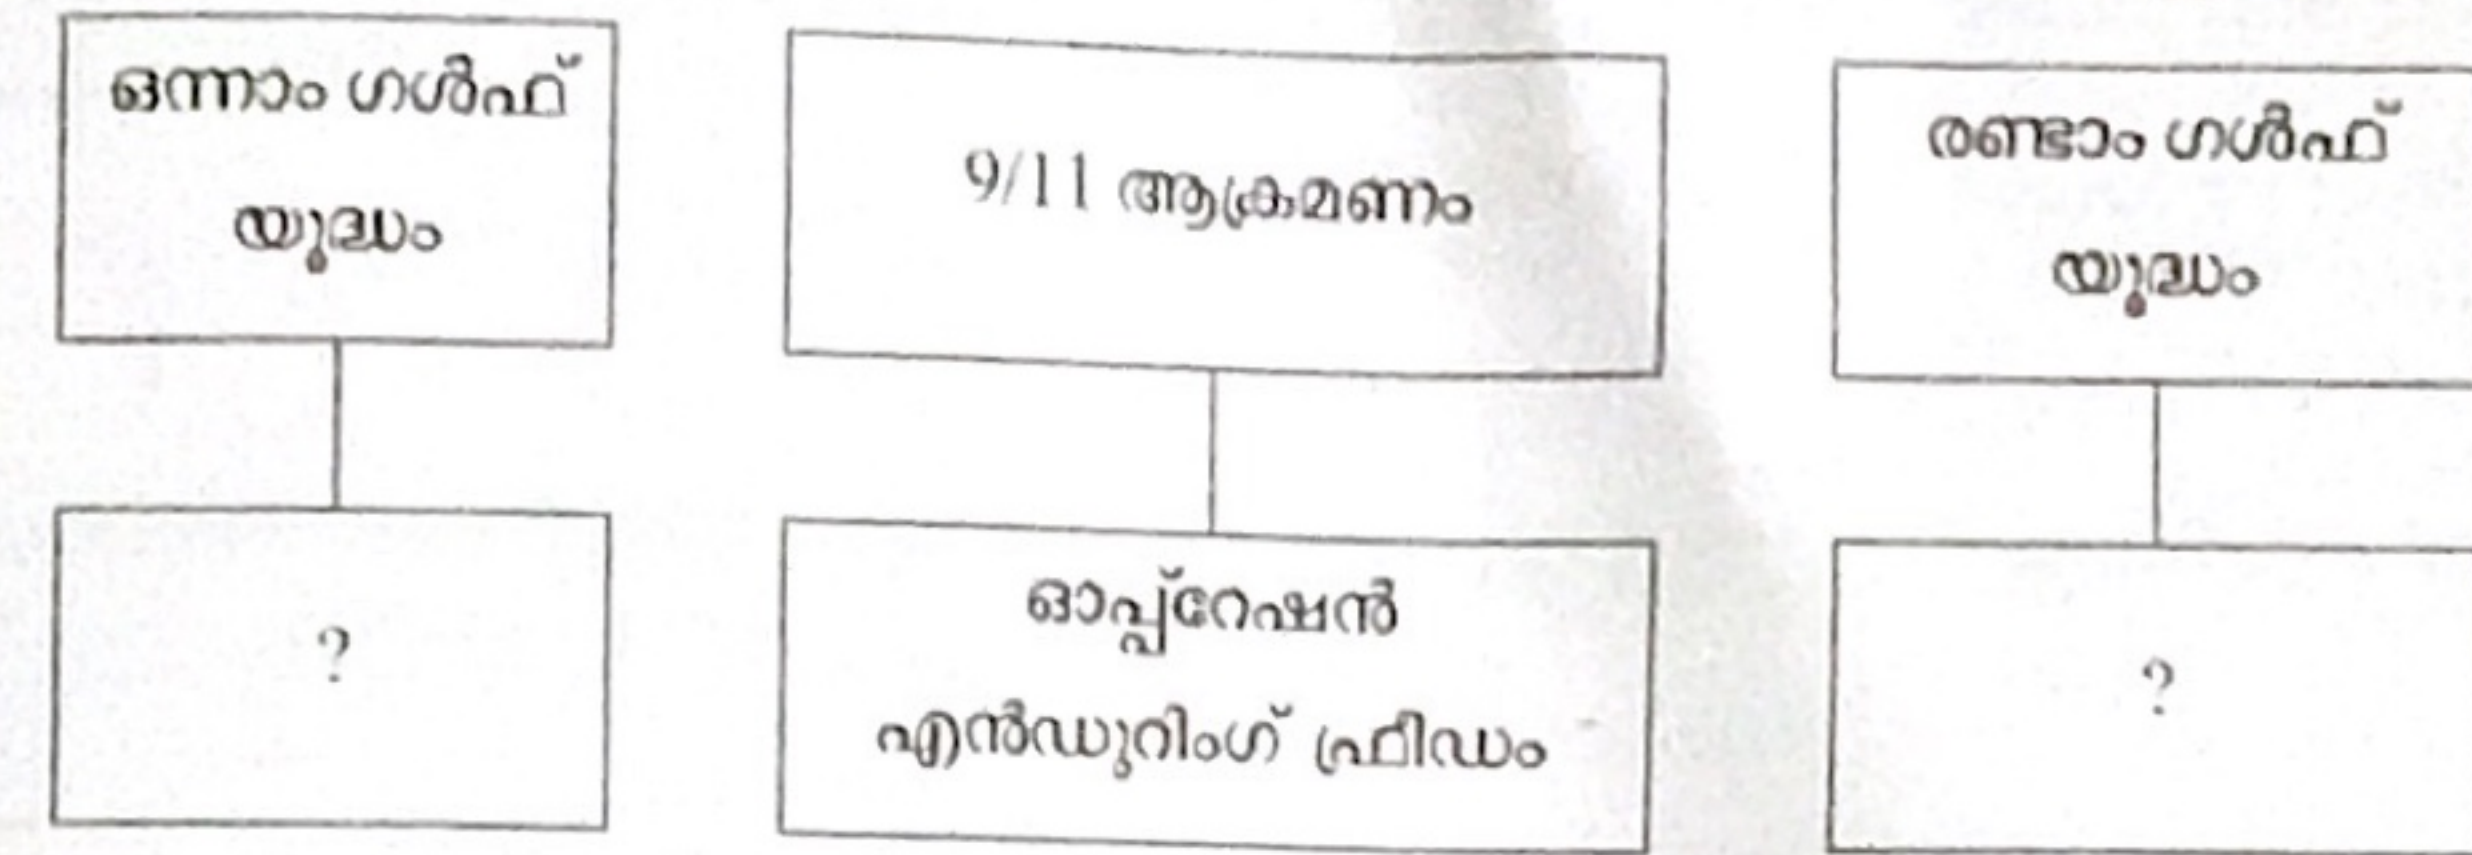 ഒന്നാം ഗൾഫ്
യുദ്ധം
9/11 ആക്രമണം
രണ്ടാം ഗൾഫ്
യുദ്ധം
?
ഓപ്പ്റേഷൻ
എൻഡുറിംഗ് ഫ്രീഡം
?